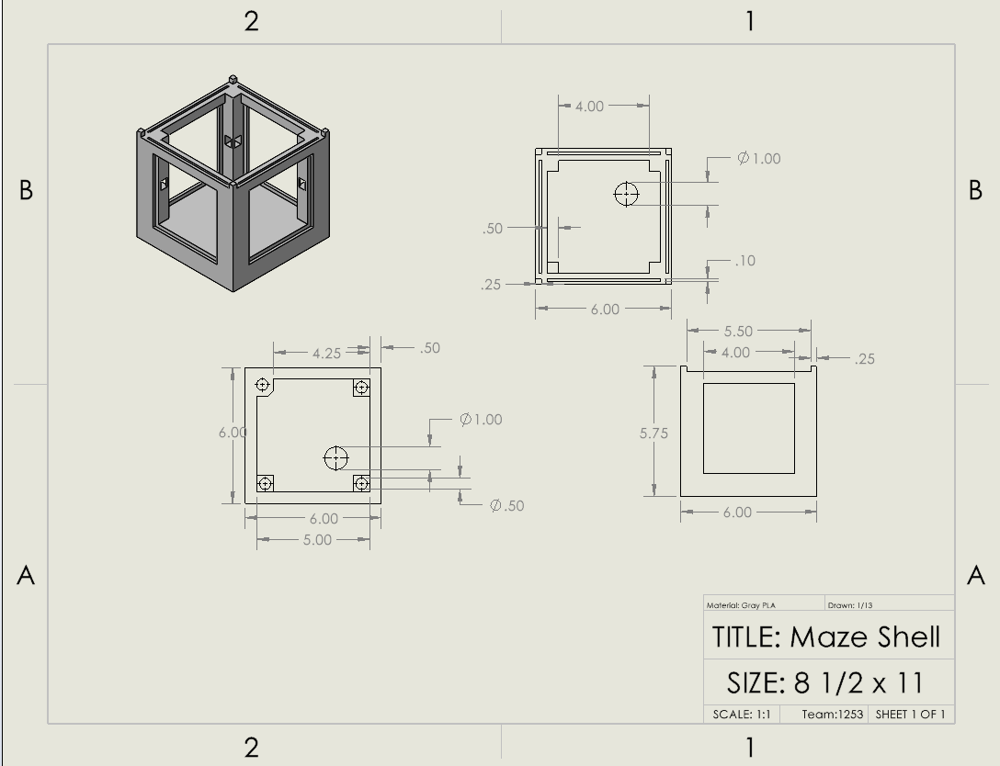 2
1
B
B
4.00
⌀1.00
.50
.10
.25
6.00
5.50
4.00
.25
4.25
.50
6.00
⌀1.00
5.75
⌀.50
6.00
6.00
5.00
A
A
Material: Gray PLA
Drawn: 1/13
TITLE: Maze Shell
SIZE: 8 1/2 x 11
SCALE: 1:1
Team:1253
SHEET 1 OF 1
2
1